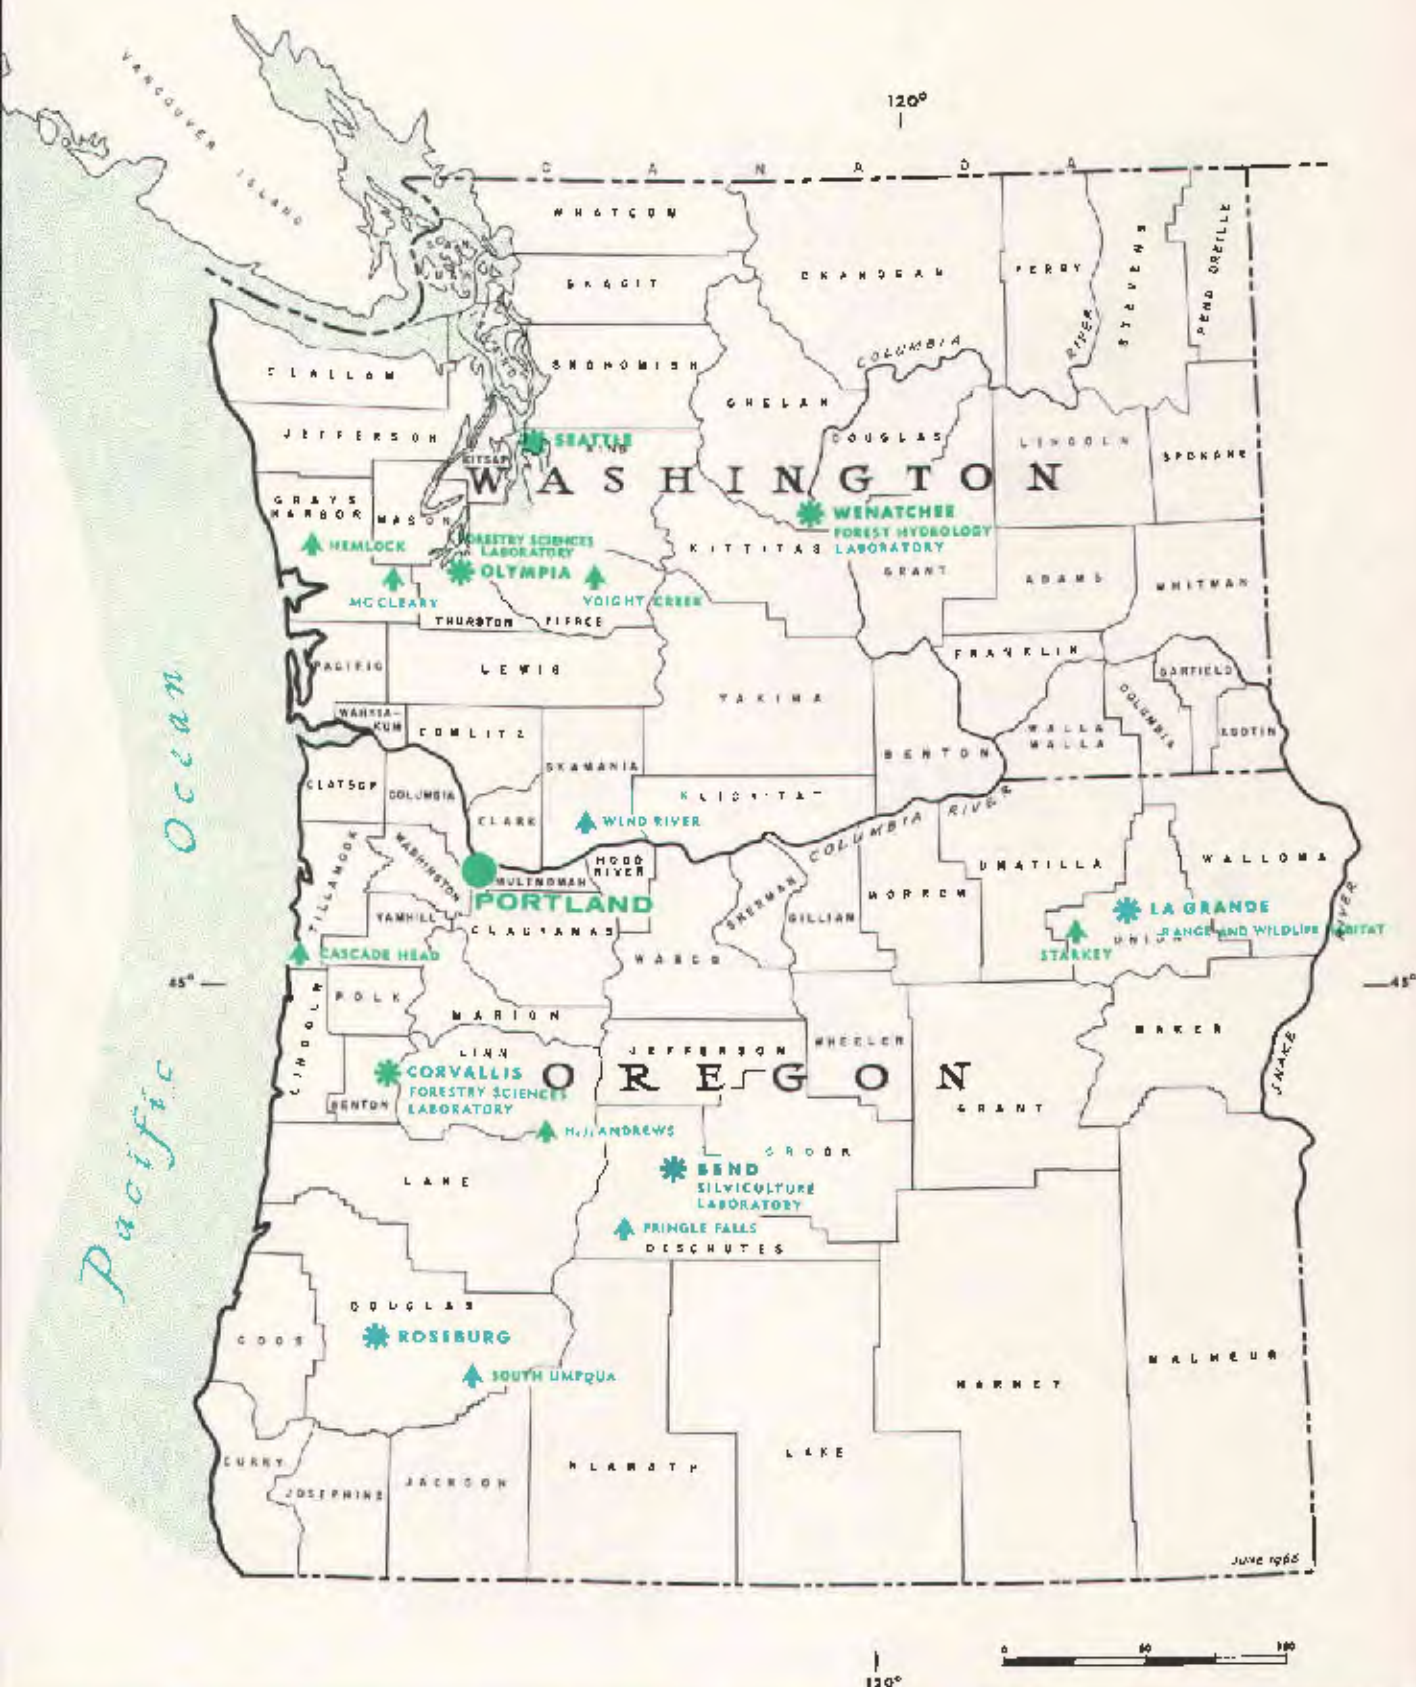 120°
VANCOUVER ISLAND
CANADA
WHATCOM
SAN JUAN
SKAGIT
OKANOGAN
FERRY
STEVENS
PEND OREILLE
COLUMBIA
RIVER
CLALLAM
SNOHOMISH
CHELAN
JEFFERSON
SEATTLE
KING
DOUGLAS
LINCOLN
SPOKANE
KITSAP
WASHINGTON
GRAYS
HARBOR
MASON
WENATCHEE
FOREST HYDROLOGY
LABORATORY
HEMLOCK
FORESTRY SCIENCES
LABORATORY
OLYMPIA
KITTITAS
GRANT
ADAMS
WHITMAN
MC CLEARY
VOIGHT CREEK
THURSTON
PIERCE
PACIFIC
LEWIS
YAKIMA
FRANKLIN
GARFIELD
COLUMBIA
WAHKIA-
KUM
COWLITZ
SKAMANIA
BENTON
WALLA
WALLA
ASOTIN
CLATSOP
COLUMBIA
CLARK
WIND RIVER
KLICKITAT
COLUMBIA RIVER
Pacific Ocean
TILLAMOOK
WASHINGTON
MULTNOMAH
HOOD
RIVER
PORTLAND
YAMHILL
CLACKAMAS
WASCO
SHERMAN
GILLIAM
MORROW
UMATILLA
WALLOWA
LA GRANDE
RANGE AND WILDLIFE HABITAT
UNION
STARKEY
SNAKE
RIVER
CASCADE HEAD
45°
45°
LINCOLN
POLK
MARION
LINN
JEFFERSON
WHEELER
BAKER
OREGON
CORVALLIS
FORESTRY SCIENCES
LABORATORY
BENTON
GRANT
H.J. ANDREWS
CROOK
LANE
BEND
SILVICULTURE
LABORATORY
PRINGLE FALLS
DESCHUTES
DOUGLAS
COOS
ROSEBURG
SOUTH UMPQUA
HARNEY
MALHEUR
CURRY
JOSEPHINE
JACKSON
KLAMATH
LAKE
0
50
100
120°